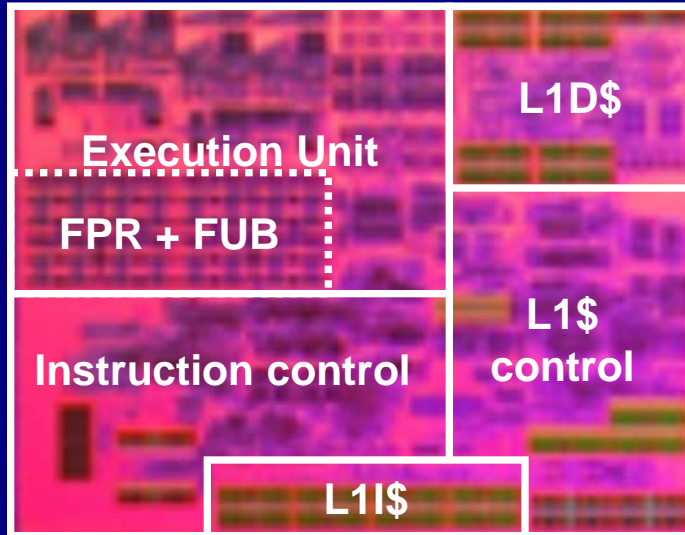 L1D$
Execution Unit
FPR + FUB
L1$
control
Instruction control
L1I$